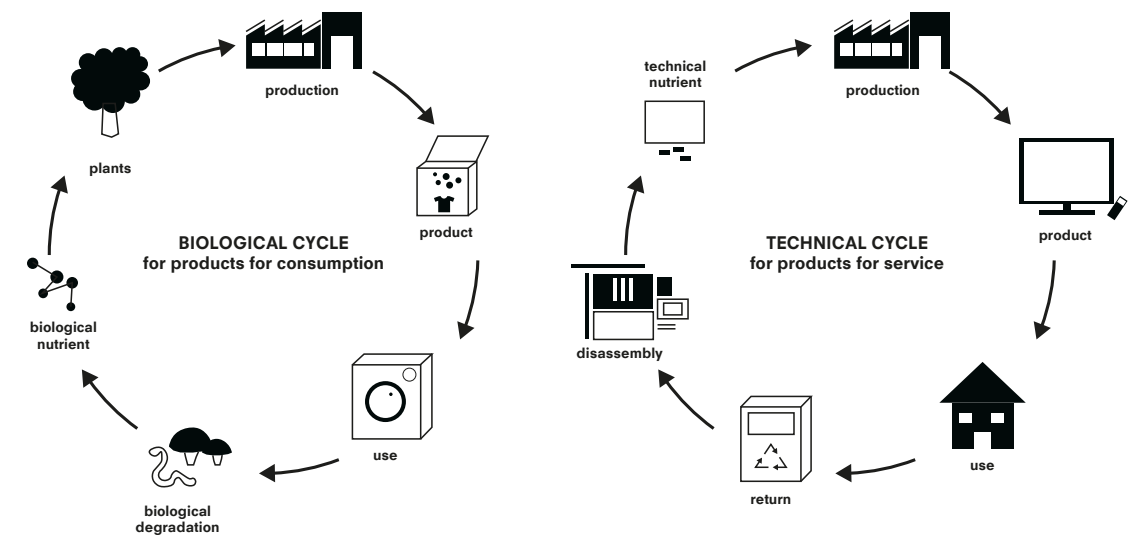 production
plants
product
BIOLOGICAL CYCLE
for products for consumption
biological
nutrient
use
biological
degradation
technical
nutrient
production
product
TECHNICAL CYCLE
for products for service
disassembly
use
return